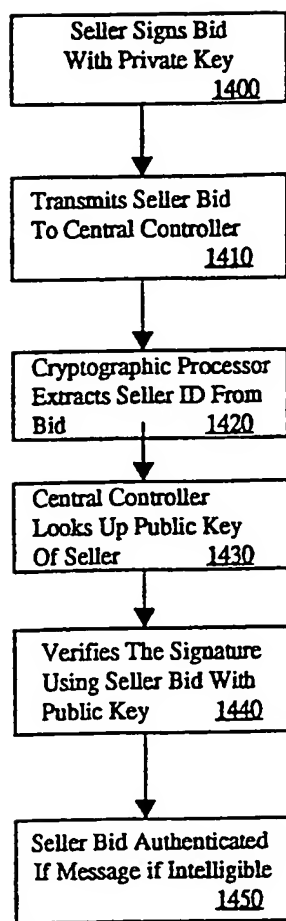 Seller Signs Bid
With Private Key
1400
Transmits Seller Bid
To Central Controller
1410
Cryptographic Processor
Extracts Seller ID From
Bid 1420
Central Controller
Looks Up Public Key
Of Seller 1430
Verifies The Signature
Using Seller Bid With
Public Key 1440
Seller Bid Authenticated
If Message if Intelligible
1450